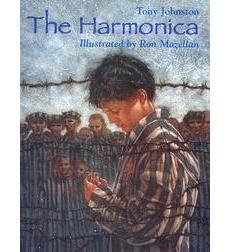 Tony Johnston
The Harmonica
Illustrated by Ron Mazellan